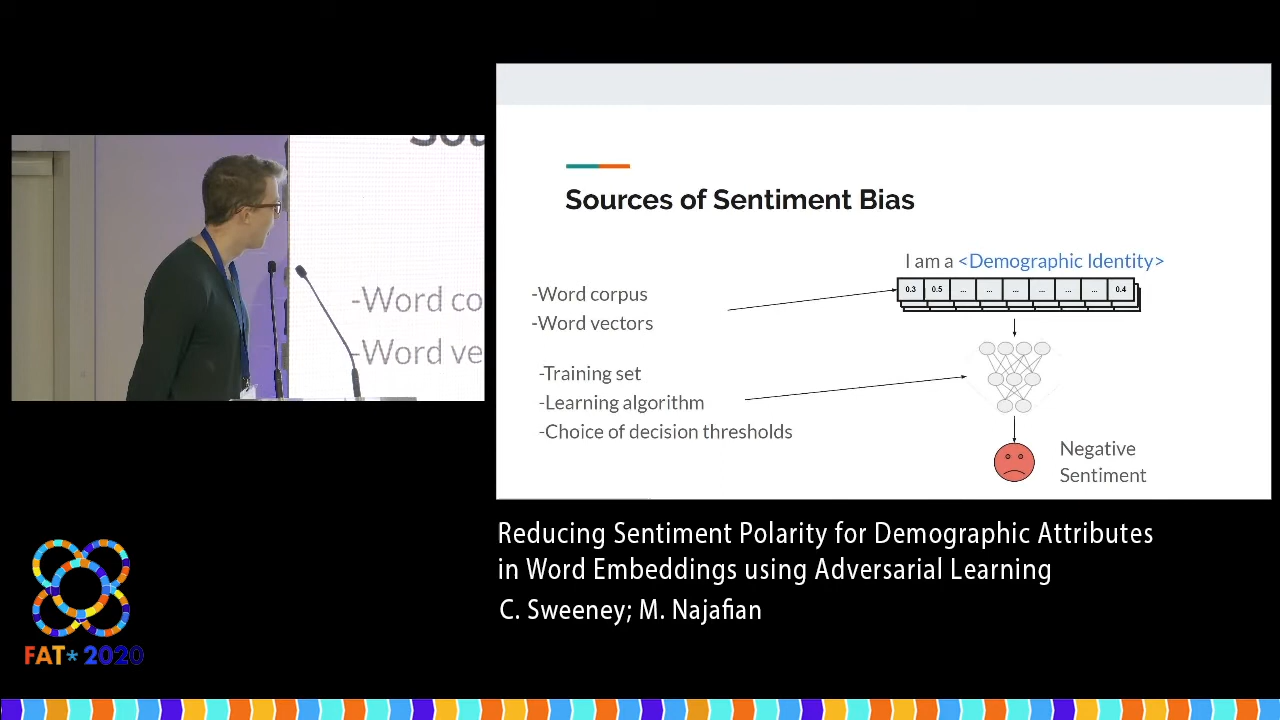 Sou
-Word co
-Word ve
Sources of Sentiment Bias
I am a <Demographic Identity>
0.3 0.5 ... ... ... ... ... ... 0.4
-Word corpus
-Word vectors
-Training set
-Learning algorithm
-Choice of decision thresholds
Negative
Sentiment
Reducing Sentiment Polarity for Demographic Attributes
in Word Embeddings using Adversarial Learning
C. Sweeney; M. Najafian
FAT* 2020